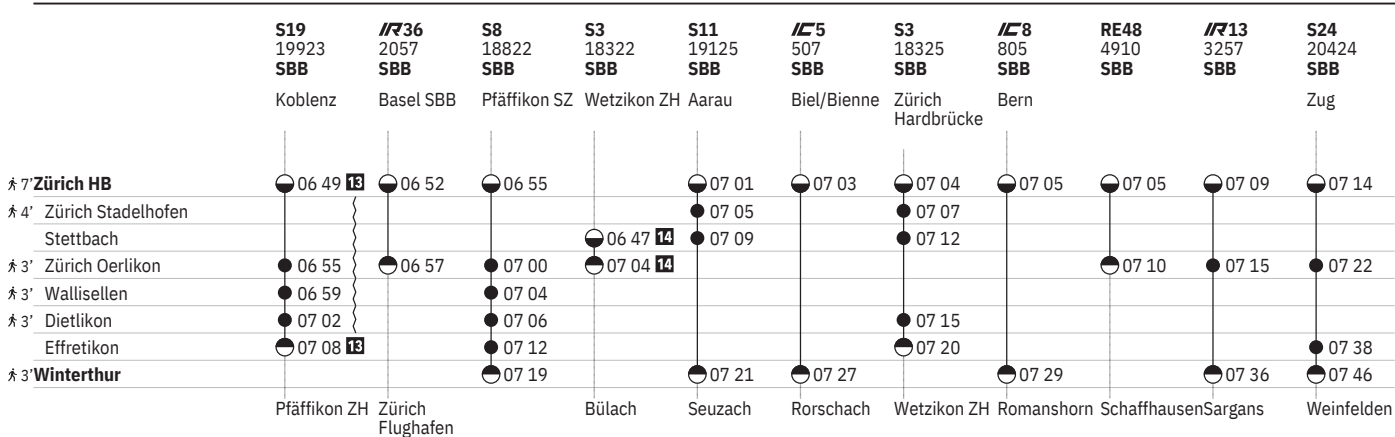 S19 IR36 S8 S3 S11 IC5 S3 IC8 RE48 IR13 S24
19923 2057 18822 18322 19125 507 18325 805 4910 3257 20424
SBB SBB SBB SBB SBB SBB SBB SBB SBB SBB SBB
Koblenz Basel SBB Pfäffikon SZ Wetzikon ZH Aarau Biel/Bienne Zürich Bern Zug
Hardbrücke
7' Zürich HB 06 49 13 06 52 06 55 07 01 07 03 07 04 07 05 07 05 07 09 07 14
4' Zürich Stadelhofen 07 05 07 07
Stettbach 06 47 14 07 09 07 12
3' Zürich Oerlikon 06 55 06 57 07 00 07 04 14 07 10 07 15 07 22
3' Wallisellen 06 59 07 04
3' Dietlikon 07 02 07 06 07 15
Effretikon 07 08 13 07 12 07 20 07 38
3' Winterthur 07 19 07 21 07 27 07 29 07 36 07 46
Pfäffikon ZH Zürich Bülach Seuzach Rorschach Wetzikon ZH Romanshorn Schaffhausen Sargans Weinfelden
Flughafen